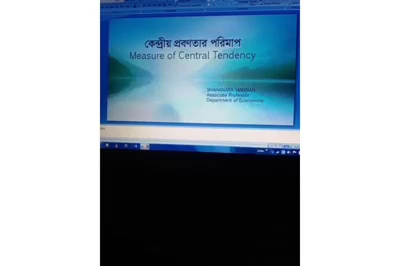 কেন্দ্রীয় প্রবণতার পরিমাপ
Measure of Central Tendency
Associate Professor
Department of Economics